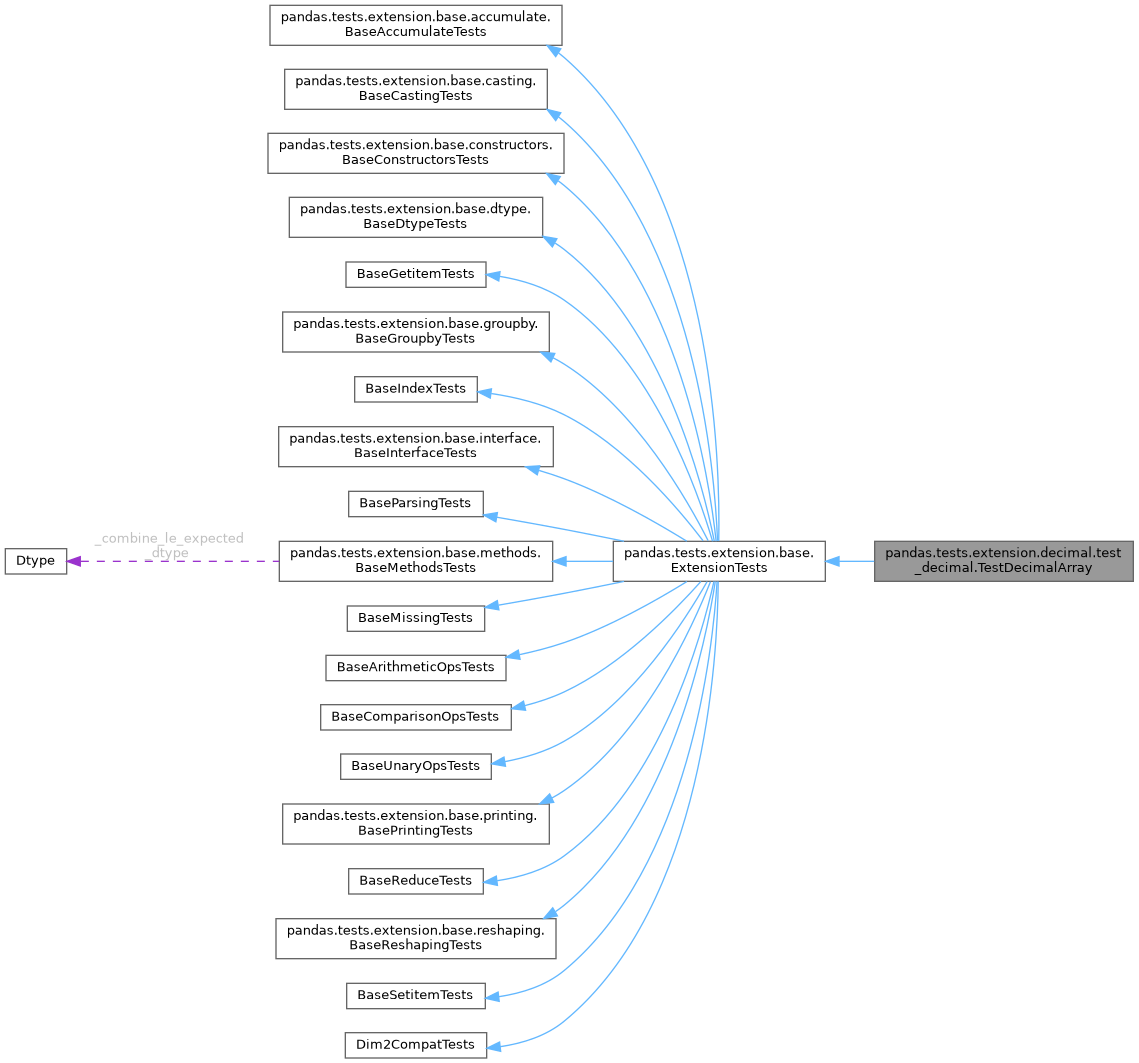 pandas.tests.extension.base.accumulate.
BaseAccumulateTests
pandas.tests.extension.base.casting.
BaseCastingTests
pandas.tests.extension.base.constructors.
BaseConstructorsTests
pandas.tests.extension.base.dtype.
BaseDtypeTests
BaseGetitemTests
pandas.tests.extension.base.groupby.
BaseGroupbyTests
BaseIndexTests
pandas.tests.extension.base.interface.
BaseInterfaceTests
BaseParsingTests
_combine_le_expected
_dtype
Dtype
pandas.tests.extension.base.methods.
BaseMethodsTests
pandas.tests.extension.base.
ExtensionTests
pandas.tests.extension.decimal.test
_decimal.TestDecimalArray
BaseMissingTests
BaseArithmeticOpsTests
BaseComparisonOpsTests
BaseUnaryOpsTests
pandas.tests.extension.base.printing.
BasePrintingTests
BaseReduceTests
pandas.tests.extension.base.reshaping.
BaseReshapingTests
BaseSetitemTests
Dim2CompatTests